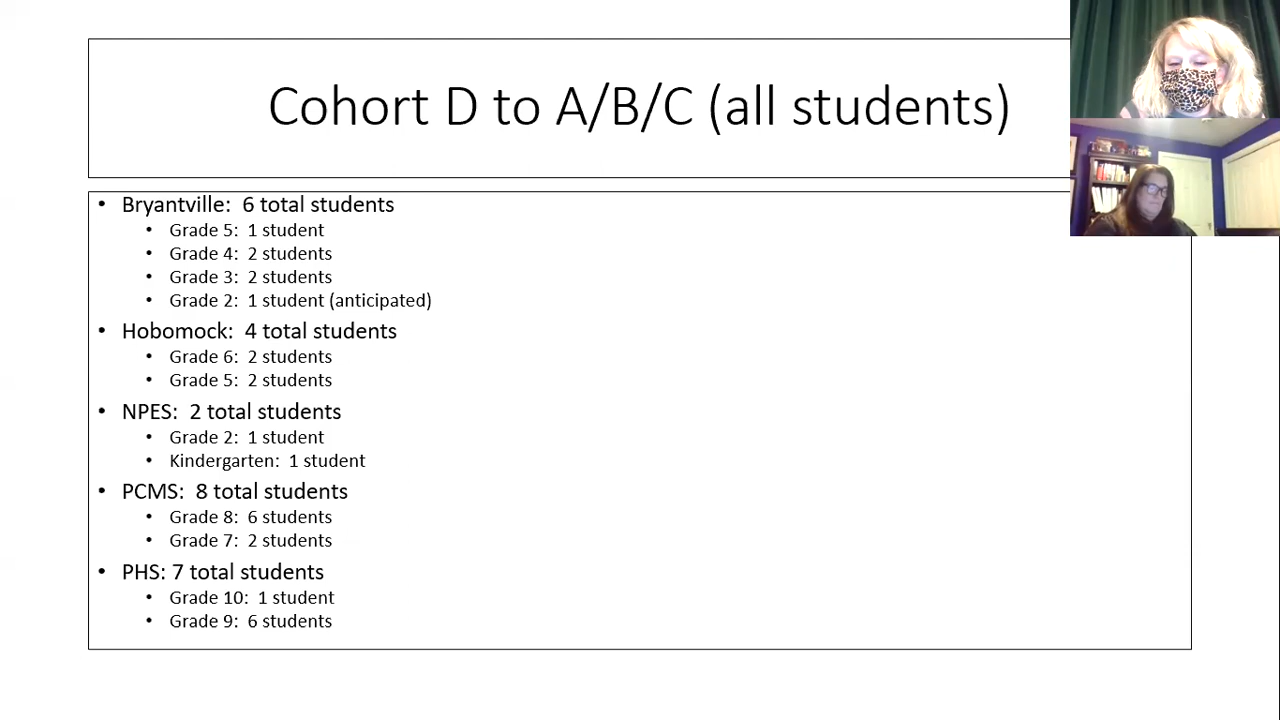 Cohort D to A/B/C (all students)
• Bryantville: 6 total students
• Grade 5: 1 student
• Grade 4: 2 students
• Grade 3: 2 students
• Grade 2: 1 student (anticipated)
• Hobomock: 4 total students
• Grade 6: 2 students
• Grade 5: 2 students
• NPES: 2 total students
• Grade 2: 1 student
• Kindergarten: 1 student
• PCMS: 8 total students
• Grade 8: 6 students
• Grade 7: 2 students
• PHS: 7 total students
• Grade 10: 1 student
• Grade 9: 6 students